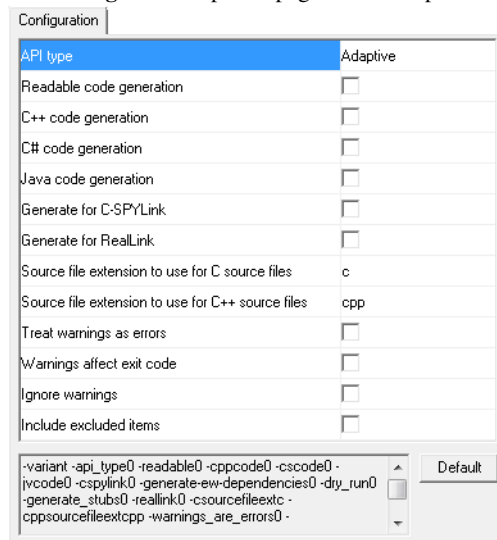 Configuration
API type Adaptive
Readable code generation
C++ code generation
C# code generation
Java code generation
Generate for C-SPYLink
Generate for RealLink
Source file extension to use for C source files c
Source file extension to use for C++ source files cpp
Treat warnings as errors
Warnings affect exit code
Ignore warnings
Include excluded items
-variant -api_type0 -readable0 -cppcode0 -cscode0 -
jvcode0 -cspylink0 -generate-ew-dependencies0 -dry_run0
-generate_stubs0 -reallink0 -csourcefileextc -
cppsourcefileextcpp -warnings_are_errors0 -
Default